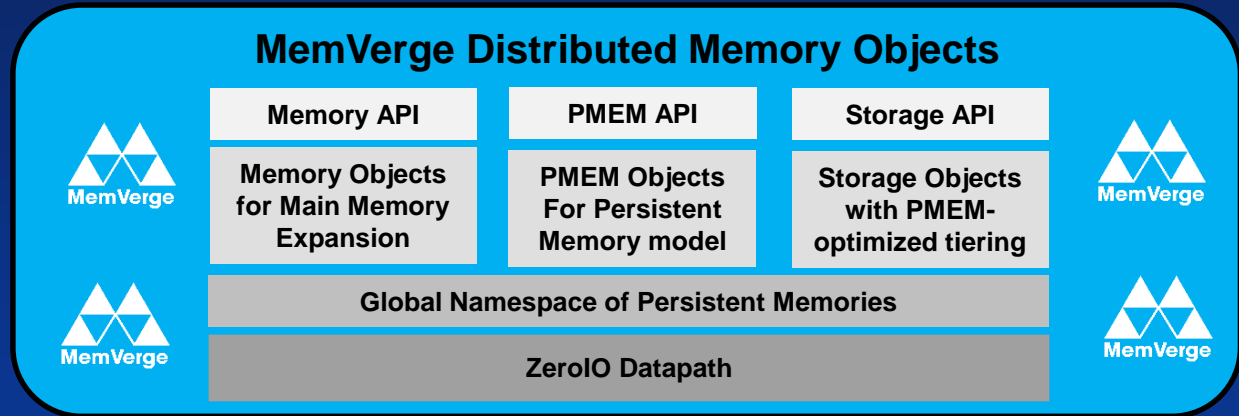 MemVerge Distributed Memory Objects
Memory API
PMEM API
Storage API
Memory Objects
for Main Memory
Expansion
PMEM Objects
For Persistent
Memory model
Storage Objects
with PMEM-
optimized tiering
MemVerge
MemVerge
Global Namespace of Persistent Memories
ZeroIO Datapath
MemVerge
MemVerge